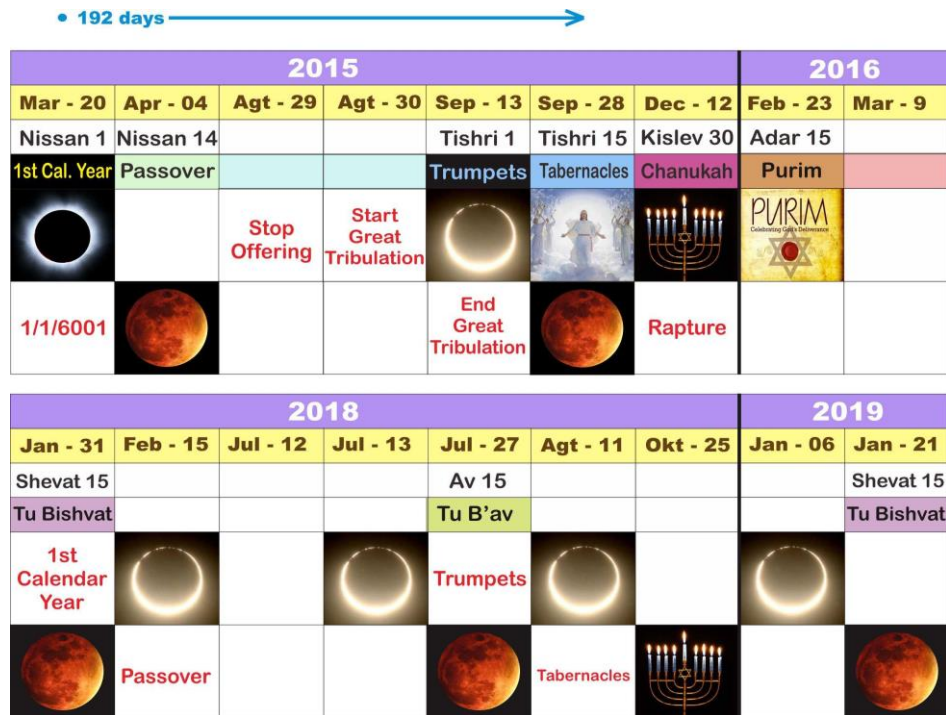 • 192 days
2015 2016
Mar - 20 Apr - 04 Agt - 29 Agt - 30 Sep - 13 Sep - 28 Dec - 12 Feb - 23 Mar - 9
Nissan 1 Nissan 14 Tishri 1 Tishri 15 Kislev 30 Adar 15
1st Cal. Year Passover Trumpets Tabernacles Chanukah Purim
Stop
Offering
Start
Great
Tribulation
PURIM
Celebrating God's Deliverance
1/1/6001
End
Great
Tribulation
Rapture
2018 2019
Jan - 31 Feb - 15 Jul - 12 Jul - 13 Jul - 27 Agt - 11 Okt - 25 Jan - 06 Jan - 21
Shevat 15 Av 15 Shevat 15
Tu Bishvat Tu B'av Tu Bishvat
1st
Calendar
Year
Trumpets
Passover Tabernacles